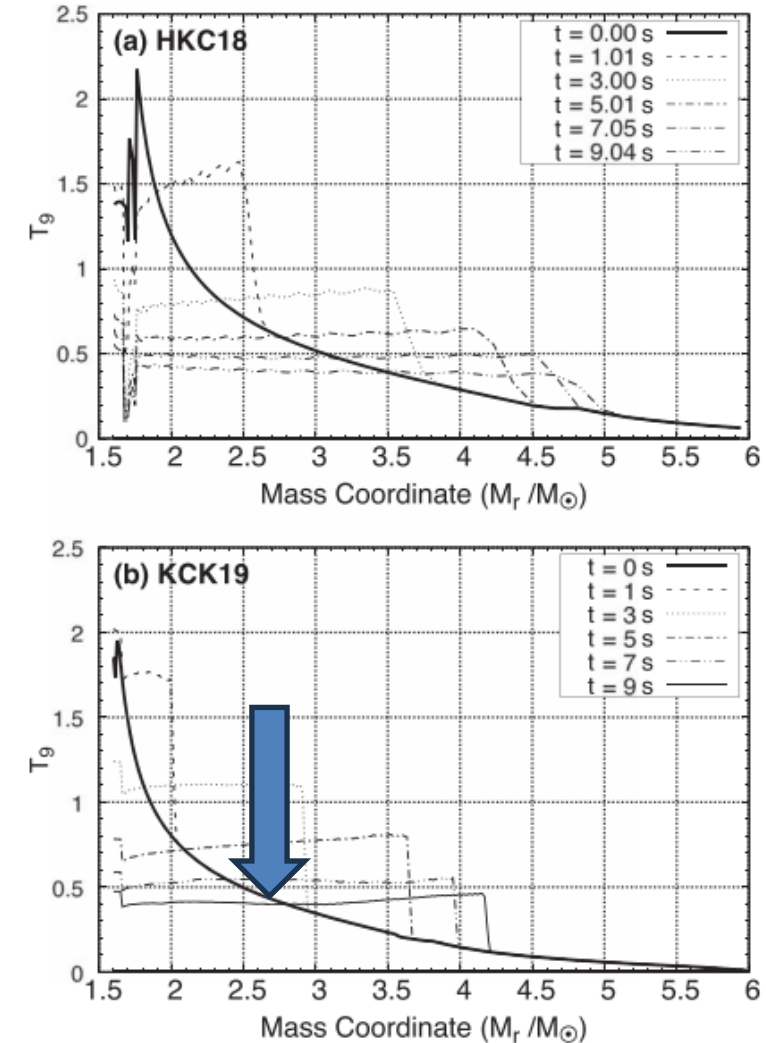 (a) HKC18
t = 0.00 s
t = 1.01 s
t = 3.00 s
t = 5.01 s
t = 7.05 s
t = 9.04 s
2.5
2
1.5
1
0.5
0
T9
1.5 2 2.5 3 3.5 4 4.5 5 5.5 6
Mass Coordinate (Mr /M⊙)
(b) KCK19
t = 0 s
t = 1 s
t = 3 s
t = 5 s
t = 7 s
t = 9 s
2.5
2
1.5
1
0.5
0
T9
1.5 2 2.5 3 3.5 4 4.5 5 5.5 6
Mass Coordinate (Mr /M⊙)